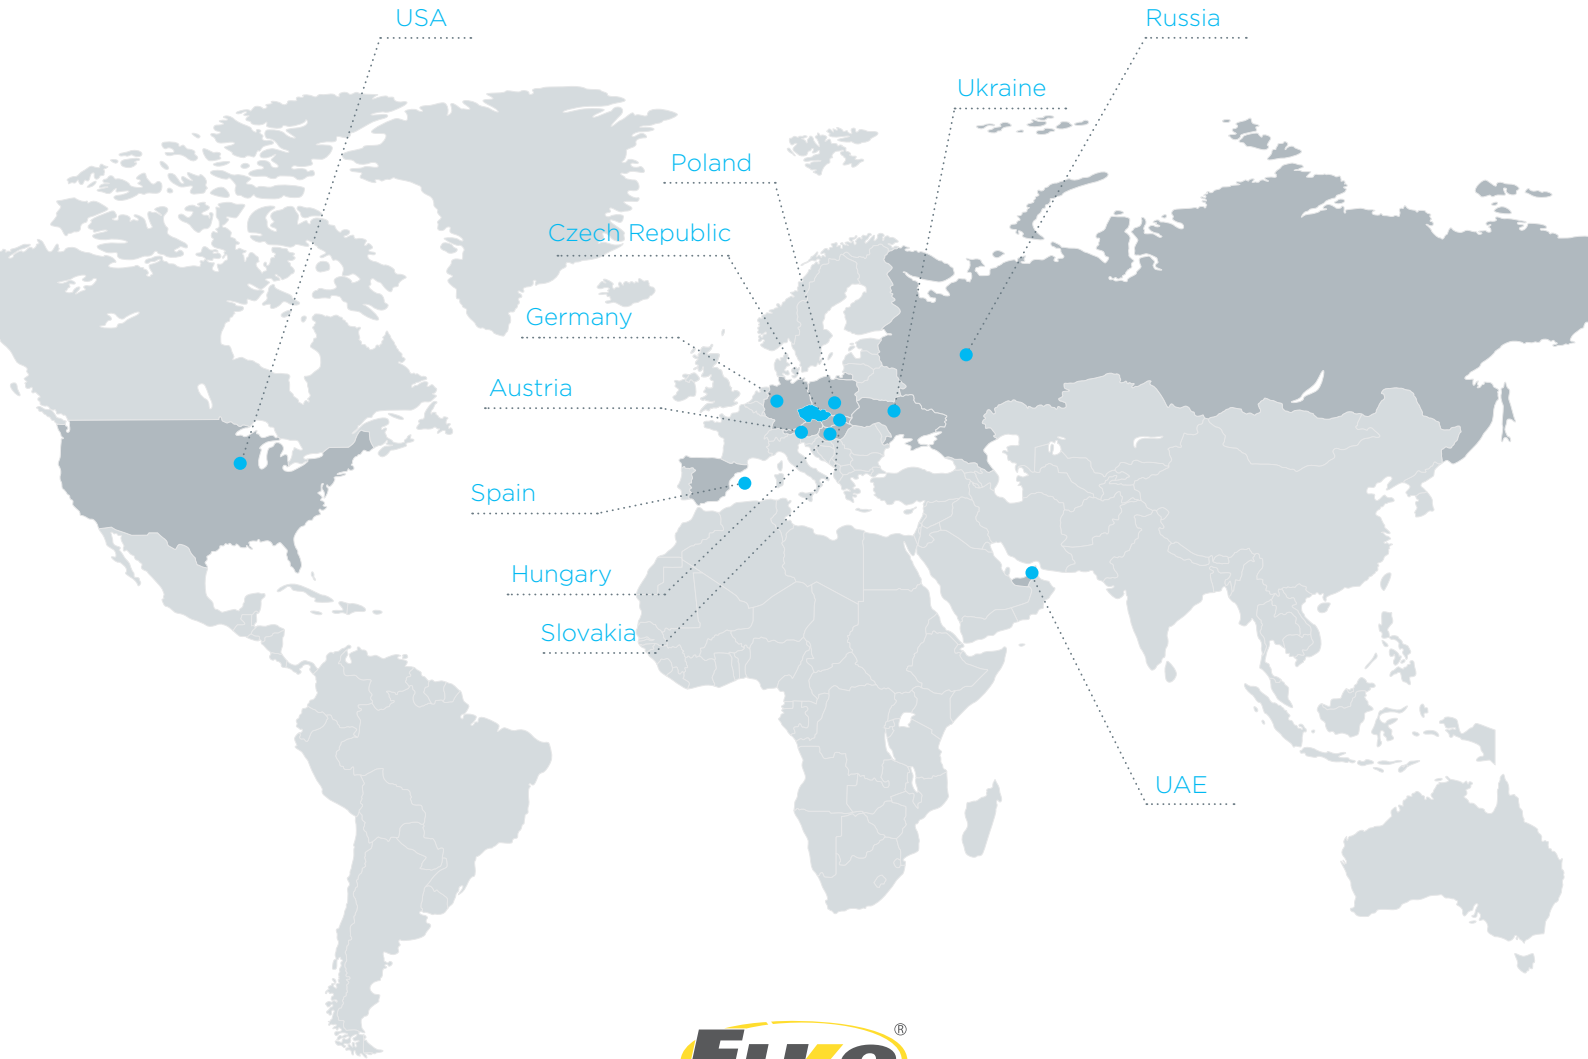 USA
Russia
Ukraine
Poland
Czech Republic
Germany
Austria
Spain
Hungary
Slovakia
UAE
®